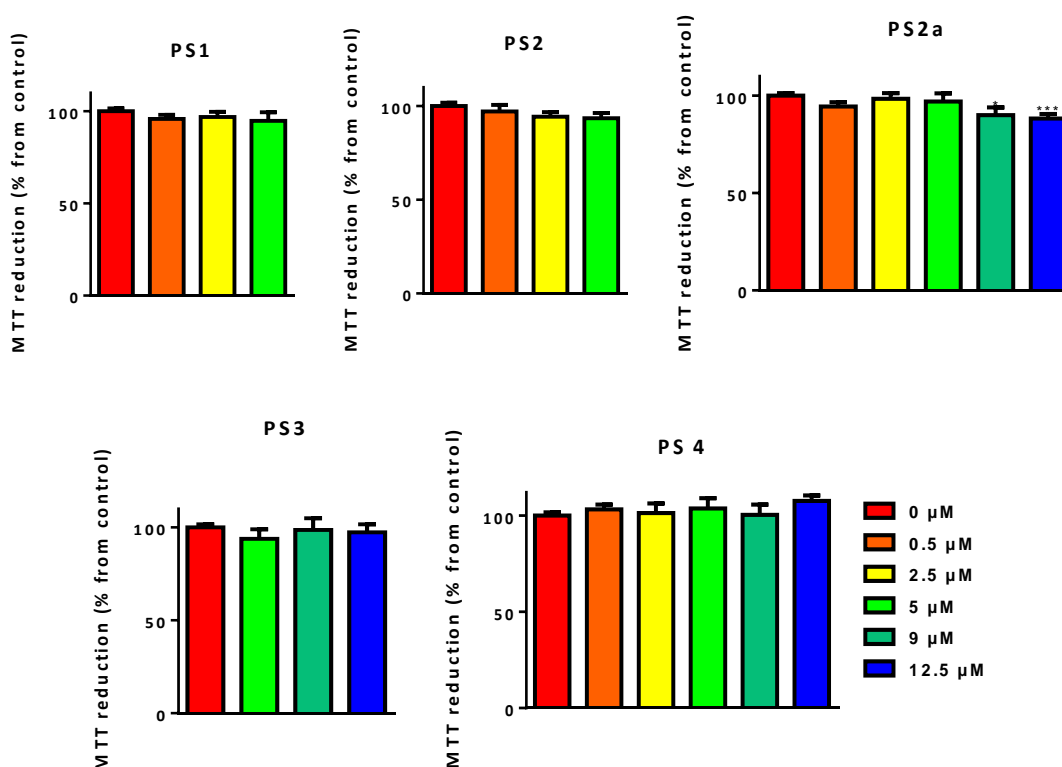 PS1
MTT reduction (% from control)
100
50
0
PS2
MTT reduction (% from control)
100
50
0
PS2a
MTT reduction (% from control)
100
50
0
*
***
PS3
MTT reduction (% from control)
100
50
0
PS 4
MTT reduction (% from control)
100
50
0
0 µM
0.5 µM
2.5 µM
5 µM
9 µM
12.5 µM